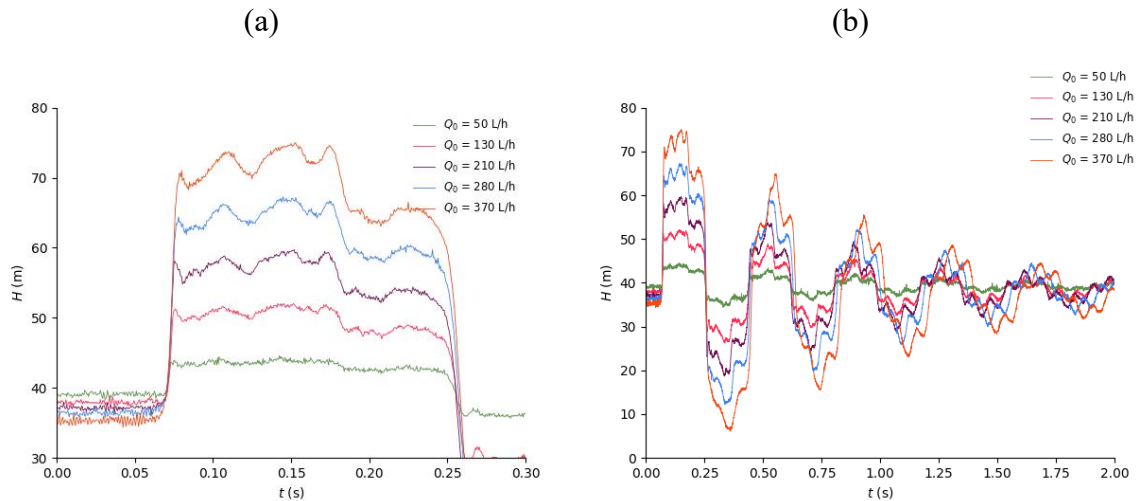 (a)
80
70
60
50
40
30
H (m)
0.00 0.05 0.10 0.15 0.20 0.25 0.30
t (s)
Q0 = 50 L/h
Q0 = 130 L/h
Q0 = 210 L/h
Q0 = 280 L/h
Q0 = 370 L/h
(b)
80
70
60
50
40
30
20
10
0
H (m)
0.00 0.25 0.50 0.75 1.00 1.25 1.50 1.75 2.00
t (s)
Q0 = 50 L/h
Q0 = 130 L/h
Q0 = 210 L/h
Q0 = 280 L/h
Q0 = 370 L/h